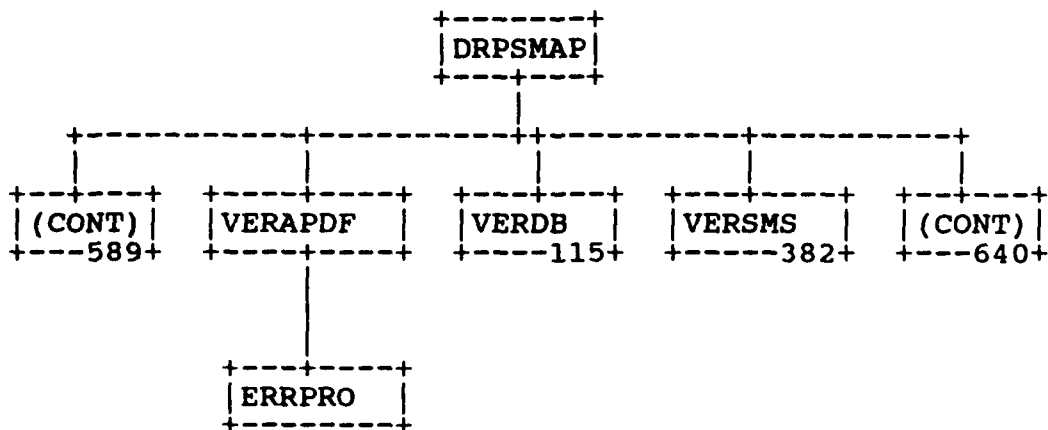 DRPSMAP
(CONT) VERAPDF VERDB VERSMS (CONT)
589 115 382 640
ERRPRO